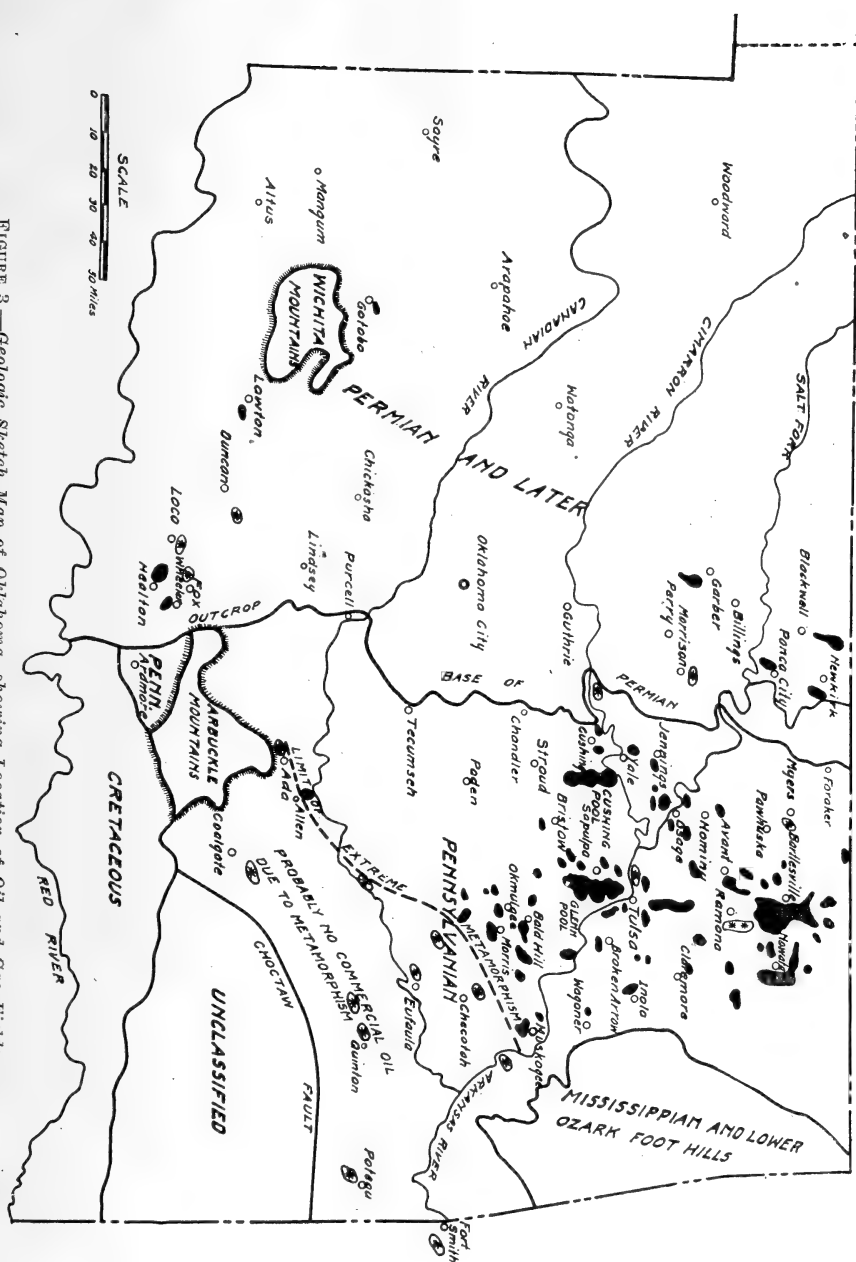 Woodward
SALT FORK
Blackwell
Newkirk
Ponca City
Foraker
Myers
Bartlesville
Nowata
Pawhuska
Billings
Garber
Morrison
Perry
CIMARRON RIVER
Hominy
Avant
Ramona
Osage
Jennings
Yale
Claremore
Tulsa
Inola
Broken Arrow
Wagoner
MISSISSIPPIAN AND LOWER
OZARK FOOT HILLS
Sayre
Arapahoe
CANADIAN
RIVER
Watonga
Guthrie
PERMIAN
BASE OF
Cushing
CUSHING
POOL
Sapulpa
Bristow
GLENN
POOL
Oklahoma City
Chandler
Stroud
Paden
Tecumseh
Okmulgee
Bald Hill
Morris
Muskogee
ARKANSAS RIVER
PERMIAN AND LATER
PENNSYLVANIAN
Mangum
Altus
Gotobo
WICHITA
MOUNTAINS
Lawton
Duncan
Chickasha
Lindsey
Purcell
LIMIT OF EXTREME METAMORPHISM
Checotah
Eufaula
Ada
Allen
PROBABLY NO COMMERCIAL OIL
DUE TO METAMORPHISM
Quinton
Poteau
Fort
Smith
Loco
Wheeler
Fox
Healton
OUTCROP
PENN.
Ardmore
ARBUCKLE
MOUNTAINS
Coalgate
CHOCTAW
FAULT
UNCLASSIFIED
CRETACEOUS
RED RIVER
SCALE
0 10 20 30 40 50 Miles
FIGURE 3.—Geologic Sketch Map of Oklahoma, showing Location of Oil and Gas